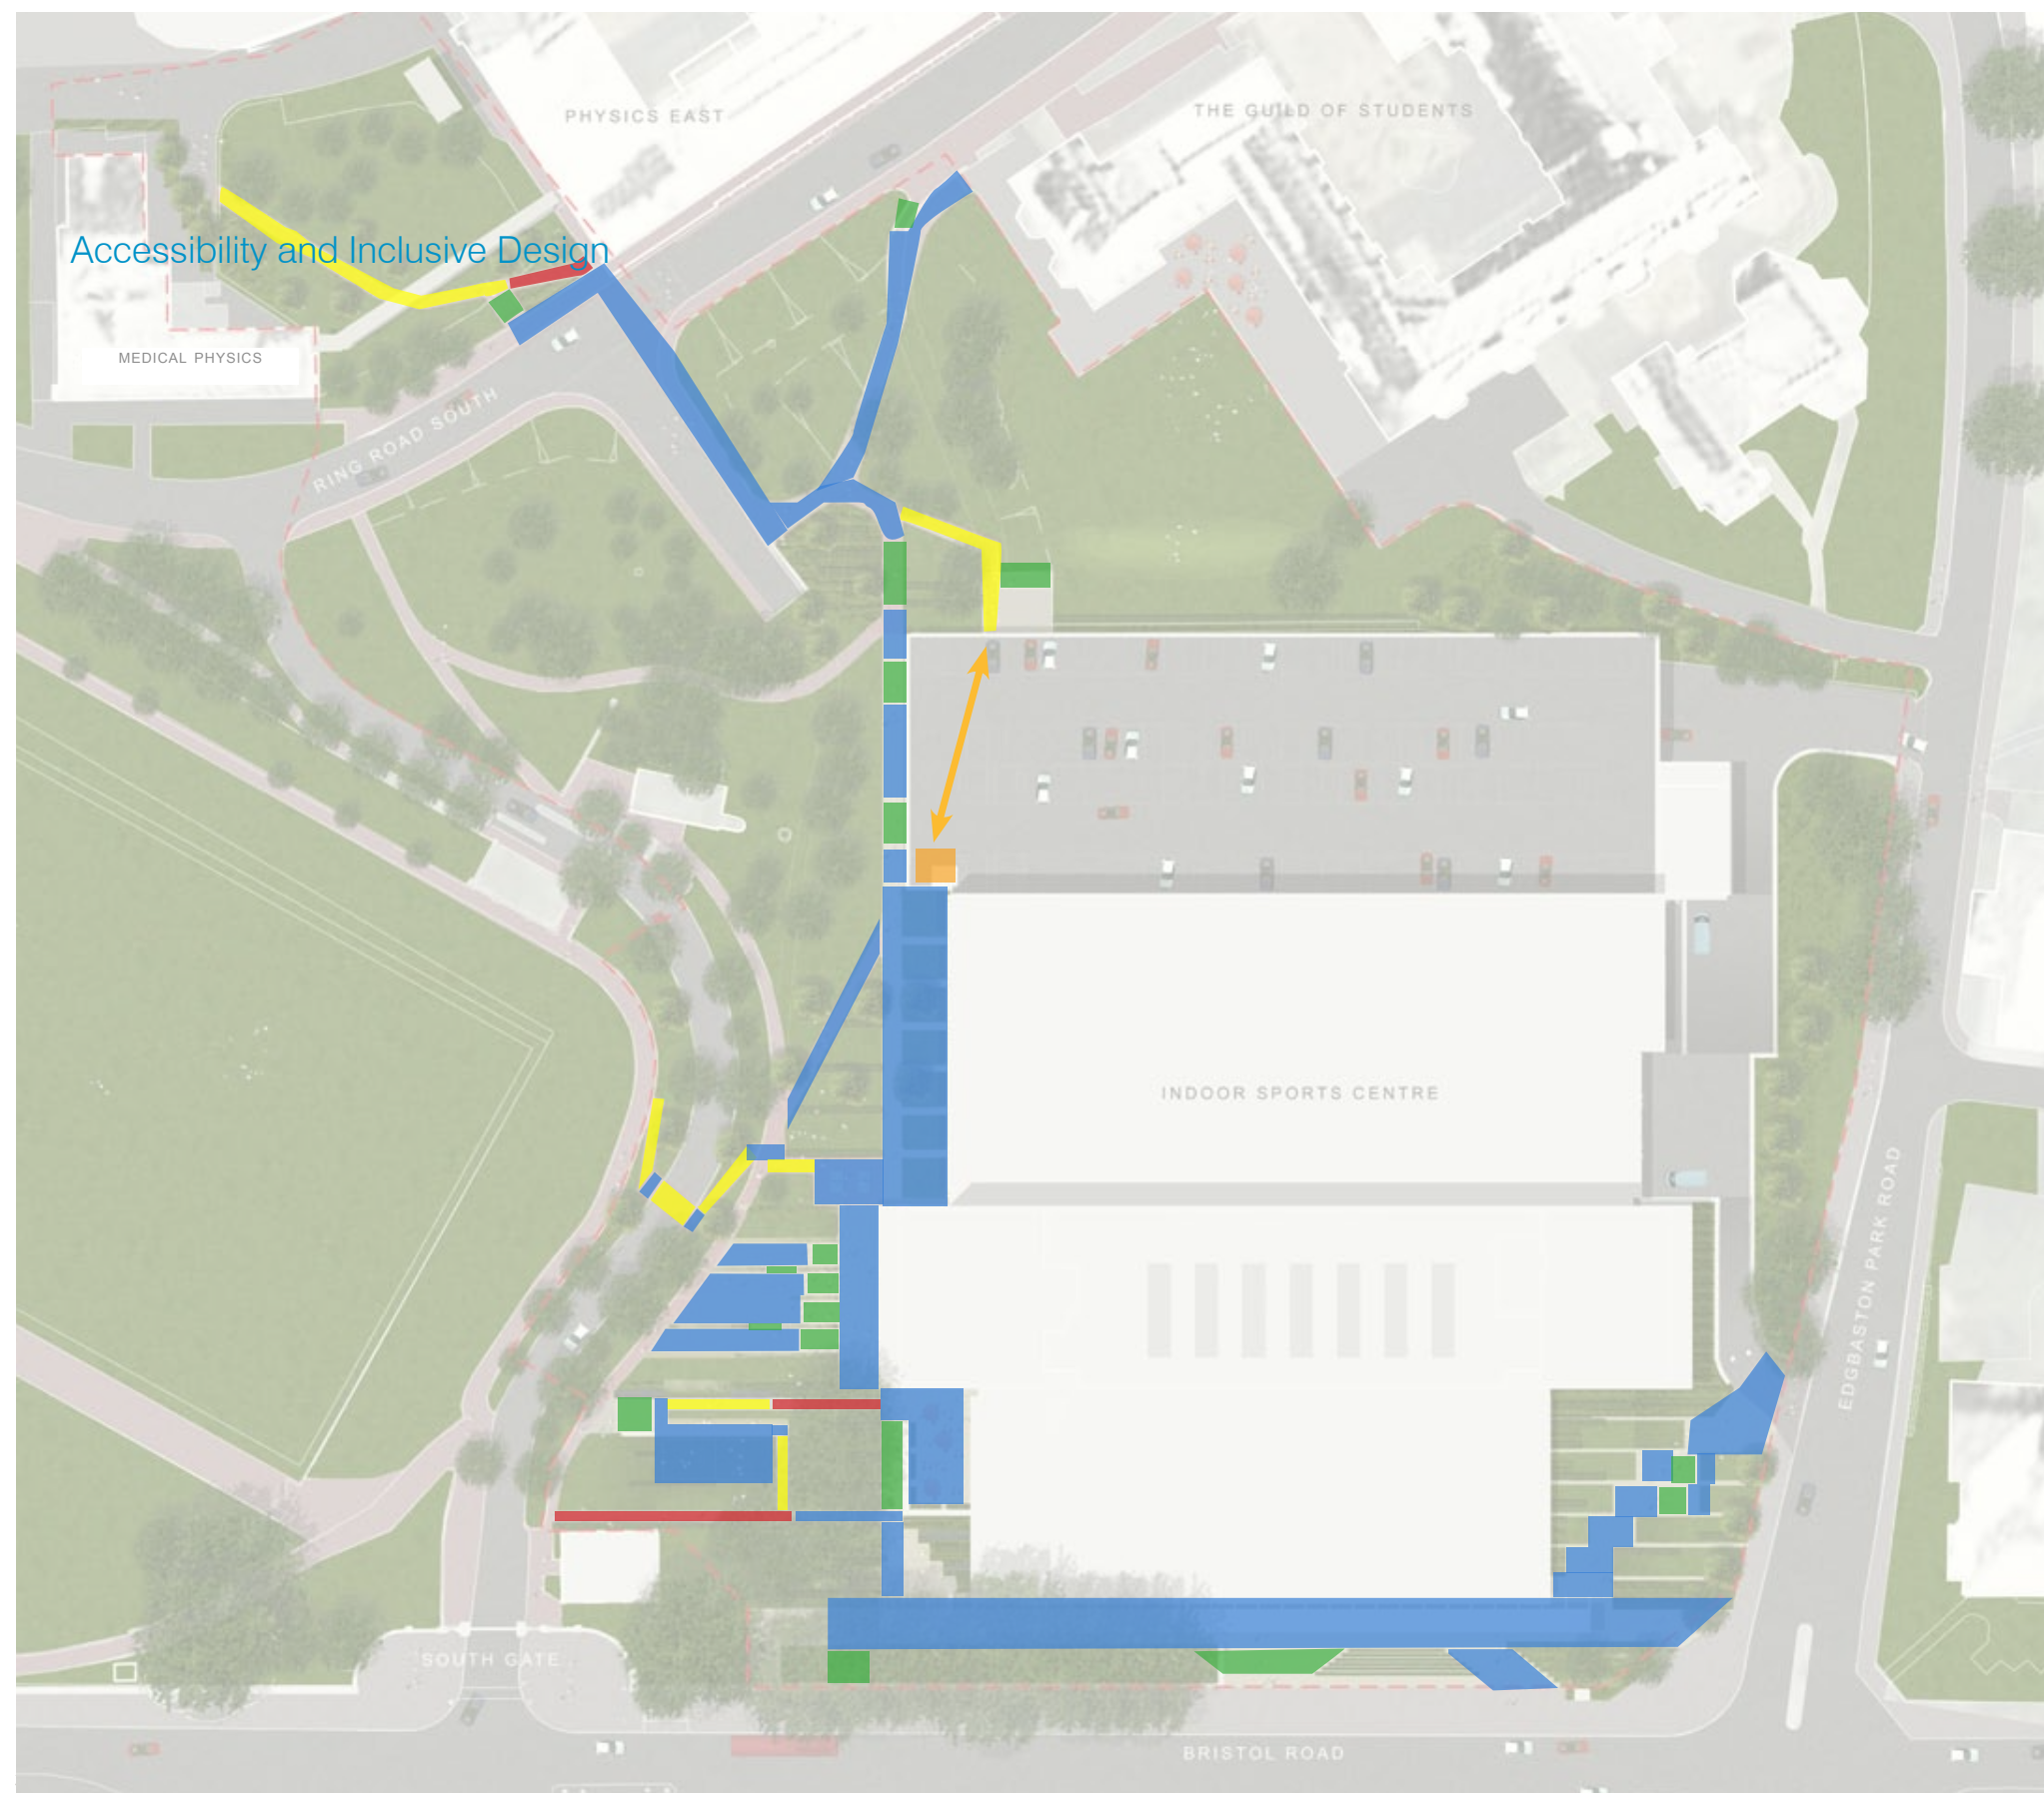 PHYSICS EAST
THE GUILD OF STUDENTS
Accessibility and Inclusive Design
MEDICAL PHYSICS
RING ROAD SOUTH
INDOOR SPORTS CENTRE
EDGBASTON PARK ROAD
SOUTH GATE
BRISTOL ROAD